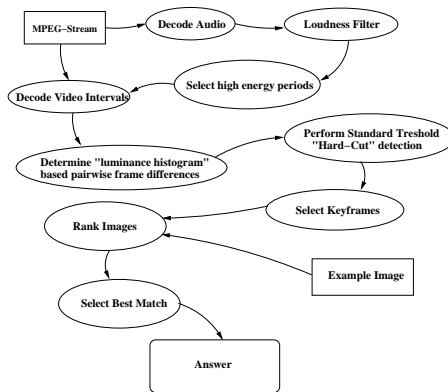 MPEG−Stream
Decode Audio
Loudness Filter
Select high energy periods
Decode Video Intervals
Determine "luminance histogram"
based pairwise frame differences
Perform Standard Treshold
"Hard−Cut" detection
Select Keyframes
Rank Images
Example Image
Select Best Match
Answer